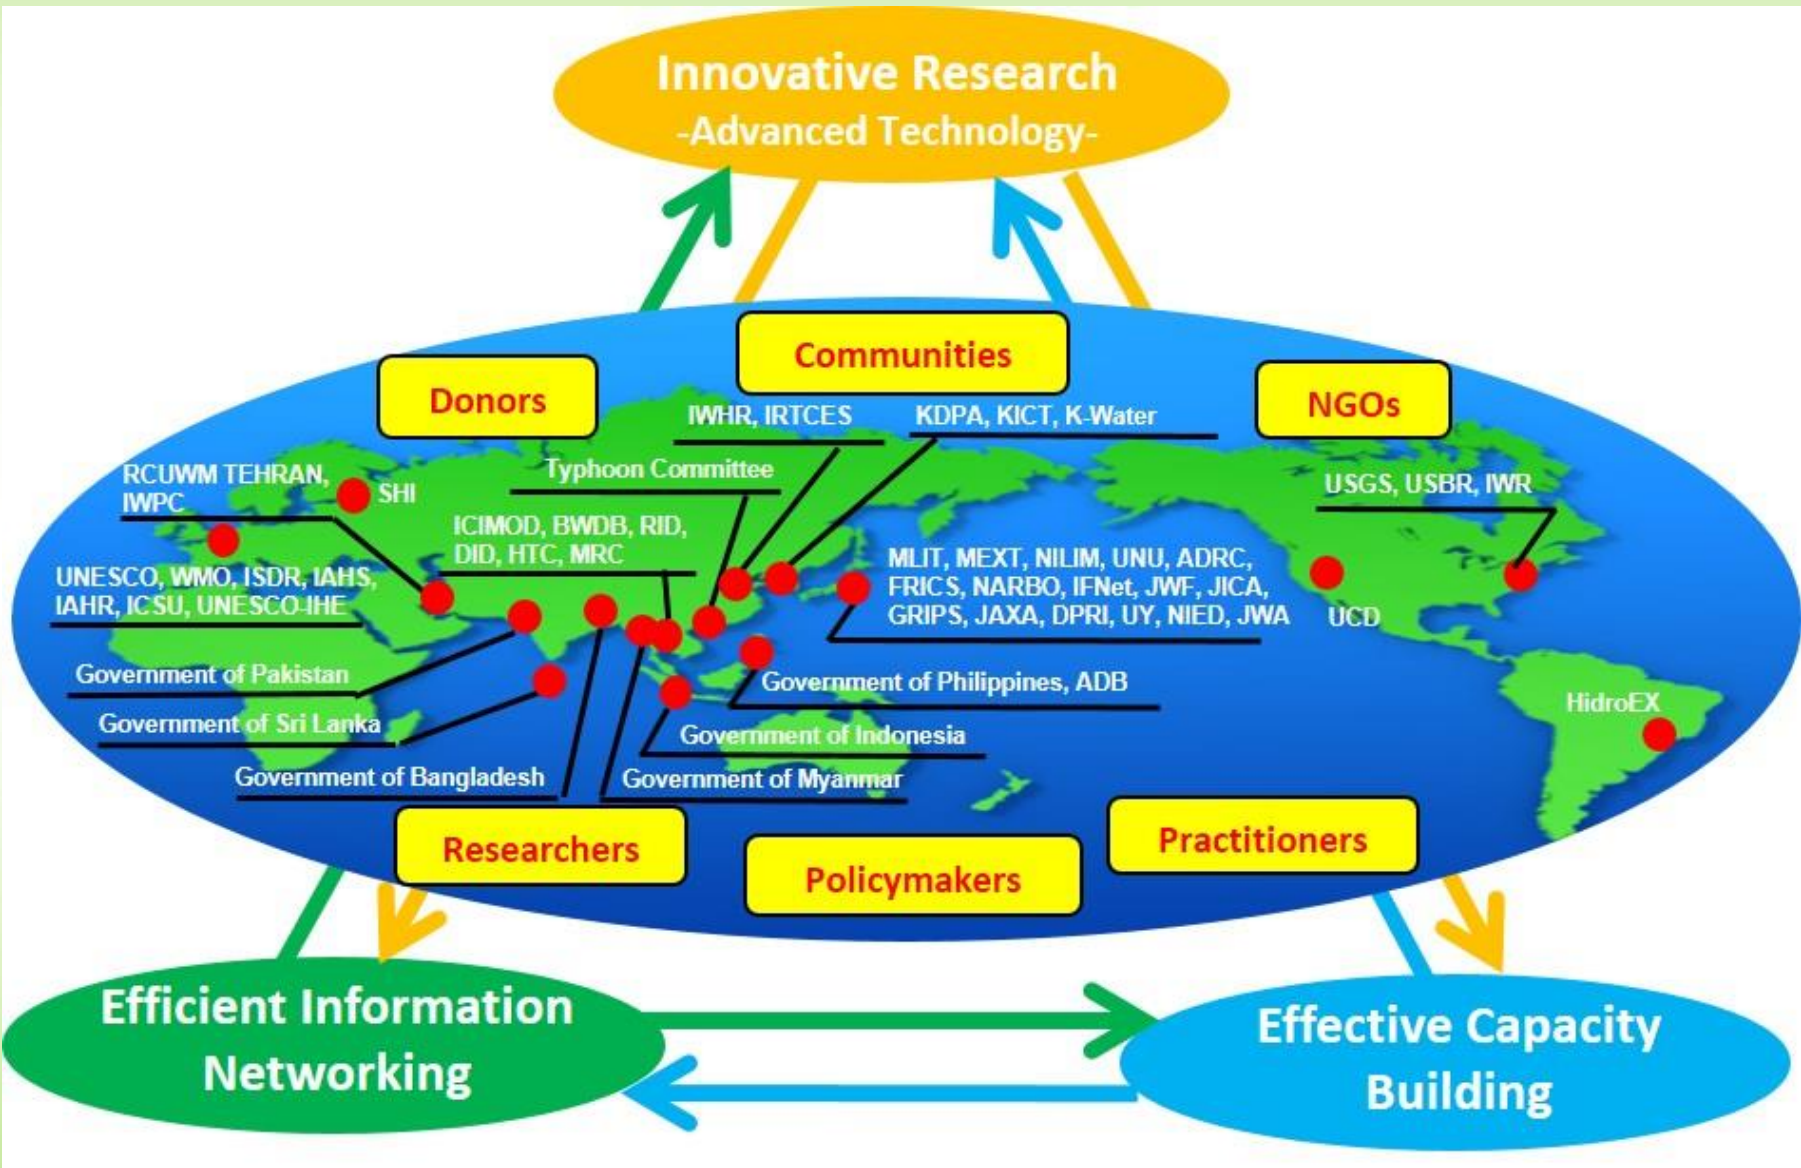 Innovative Research
-Advanced Technology-
Communities
Donors
NGOs
IWHR, IRTCES
KDPA, KICT, K-Water
Typhoon Committee
RCUWM TEHRAN,
IWPC
SHI
USGS, USBR, IWR
ICIMOD, BWDB, RID,
DID, HTC, MRC
MLIT, MEXT, NILIM, UNU, ADRC,
FRICS, NARBO, IFNet, JWF, JICA,
GRIPS, JAXA, DPRI, UY, NIED, JWA
UNESCO, WMO, ISDR, IAHS,
IAHR, ICSU, UNESCO-IHE
UCD
Government of Pakistan
Government of Philippines, ADB
HidroEX
Government of Sri Lanka
Government of Indonesia
Government of Bangladesh
Government of Myanmar
Researchers
Policymakers
Practitioners
Efficient Information
Networking
Effective Capacity
Building